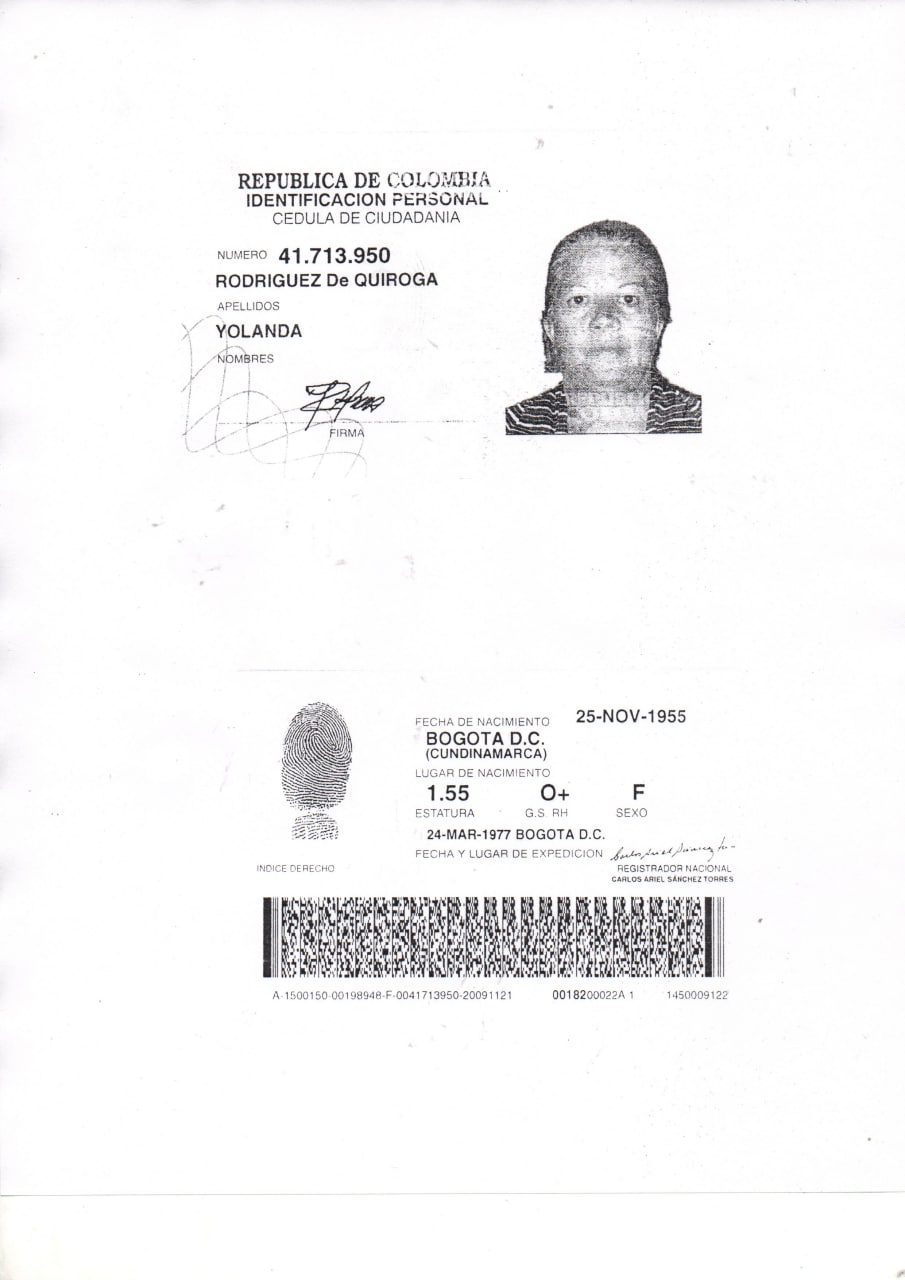 REPUBLICA DE COLOMBIA
IDENTIFICACION PERSONAL
CEDULA DE CIUDADANIA
NUMERO 41.713.950
RODRIGUEZ De QUIROGA
APELLIDOS
YOLANDA
NOMBRES
FIRMA
FECHA DE NACIMIENTO 25-NOV-1955
BOGOTA D.C.
(CUNDINAMARCA)
LUGAR DE NACIMIENTO
1.55 O+ F
ESTATURA G.S. RH SEXO
24-MAR-1977 BOGOTA D.C.
FECHA Y LUGAR DE EXPEDICION
INDICE DERECHO
REGISTRADOR NACIONAL
CARLOS ARIEL SÁNCHEZ TORRES
A-1500150-00198948-F-0041713950-20091121 0018200022A 1 1450009122